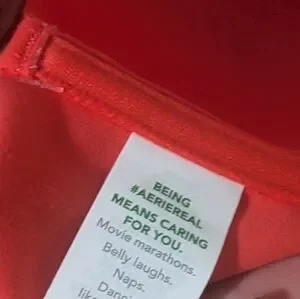 BEING
#AERIEREAL
MEANS CARING
FOR YOU.
Movie marathons.
Belly laughs.
Naps.